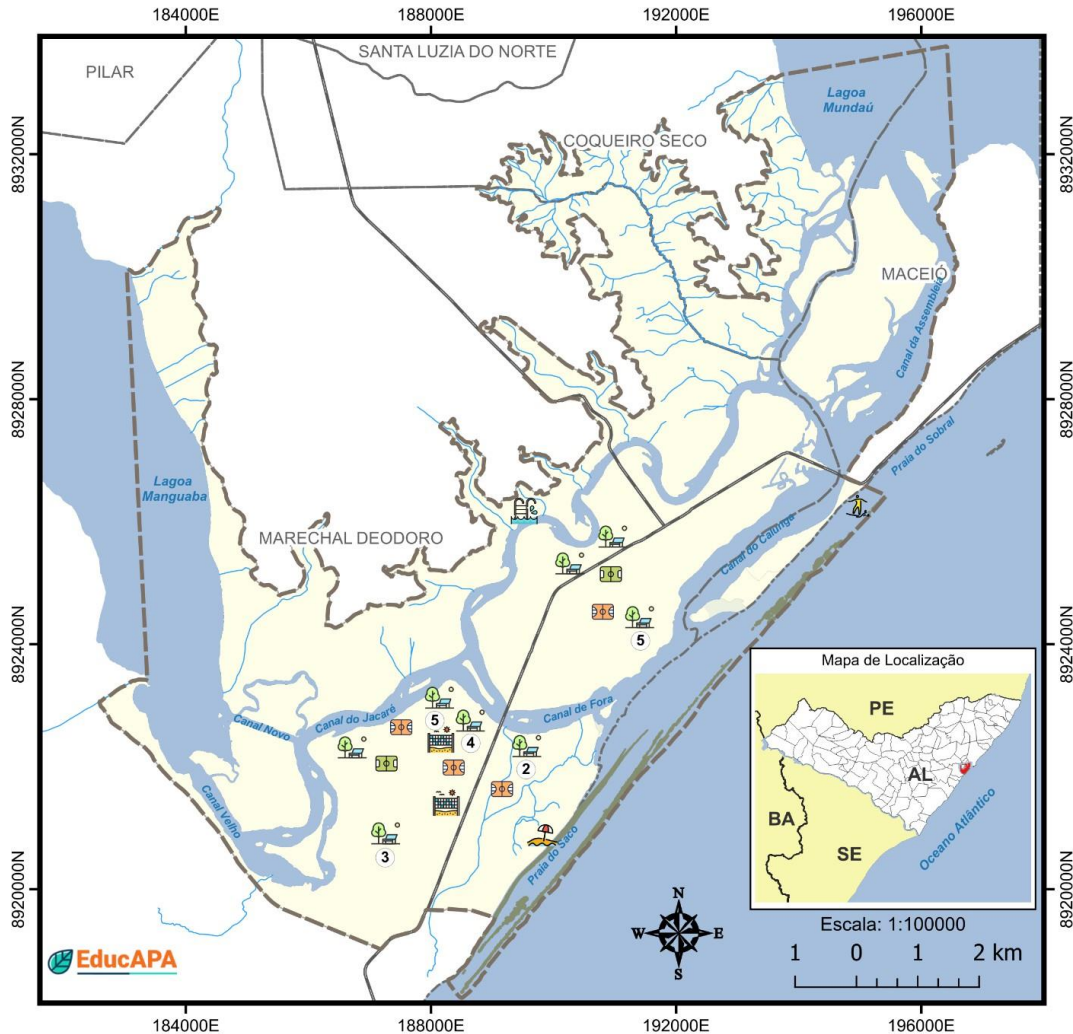 184000E
188000E
192000E
196000E
SANTA LUZIA DO NORTE
PILAR
Lagoa
Mundaú
8932000N
8932000N
COQUEIRO SECO
MACEIÓ
Canal da Assembleia
8928000N
8928000N
Praia do Sobral
Lagoa
Manguaba
MARECHAL DEODORO
Canal do Calunga
8924000N
8924000N
5
Mapa de Localização
PE
AL
BA
SE
Oceano Atlântico
Canal Novo
Canal do Jacaré
5
4
Canal de Fora
2
Canal Velho
3
Praia do Saco
8920000N
8920000N
N
W
E
S
Escala: 1:100000
1
0
1
2 km
EducAPA
184000E
188000E
192000E
196000E